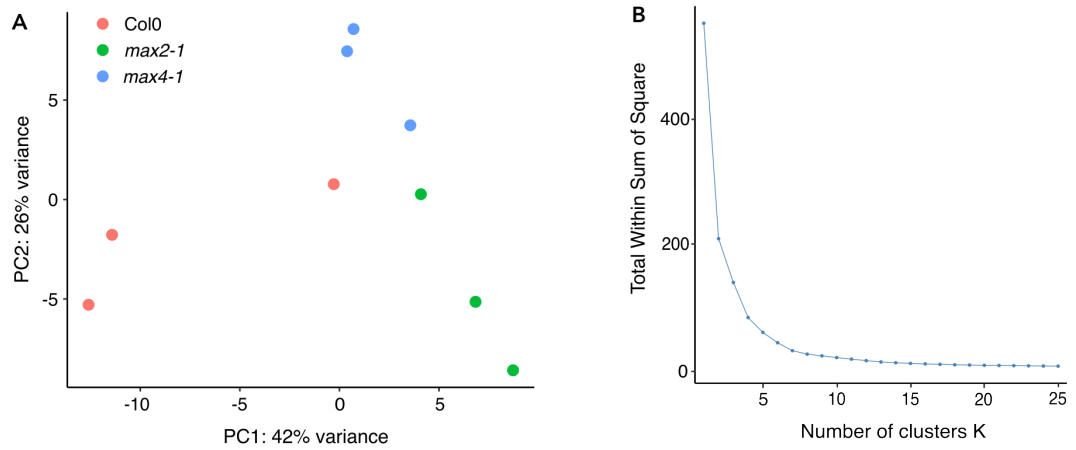 A
Col0
max2-1
max4-1
5
0
-5
PC2: 26% variance
-10
-5
0
5
PC1: 42% variance
B
400
200
0
Total Within Sum of Square
5
10
15
20
25
Number of clusters K